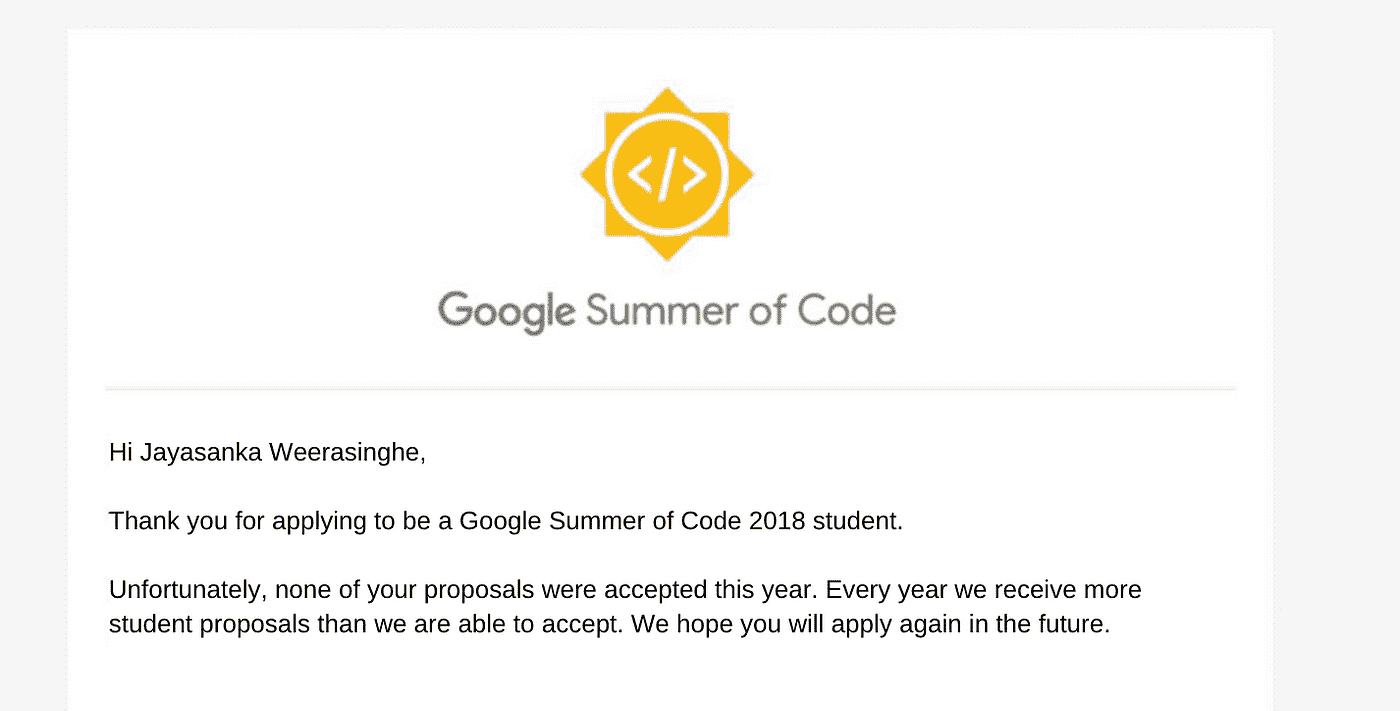 </>
Google Summer of Code
Hi Jayasanka Weerasinghe,
Thank you for applying to be a Google Summer of Code 2018 student.
Unfortunately, none of your proposals were accepted this year. Every year we receive more
student proposals than we are able to accept. We hope you will apply again in the future.